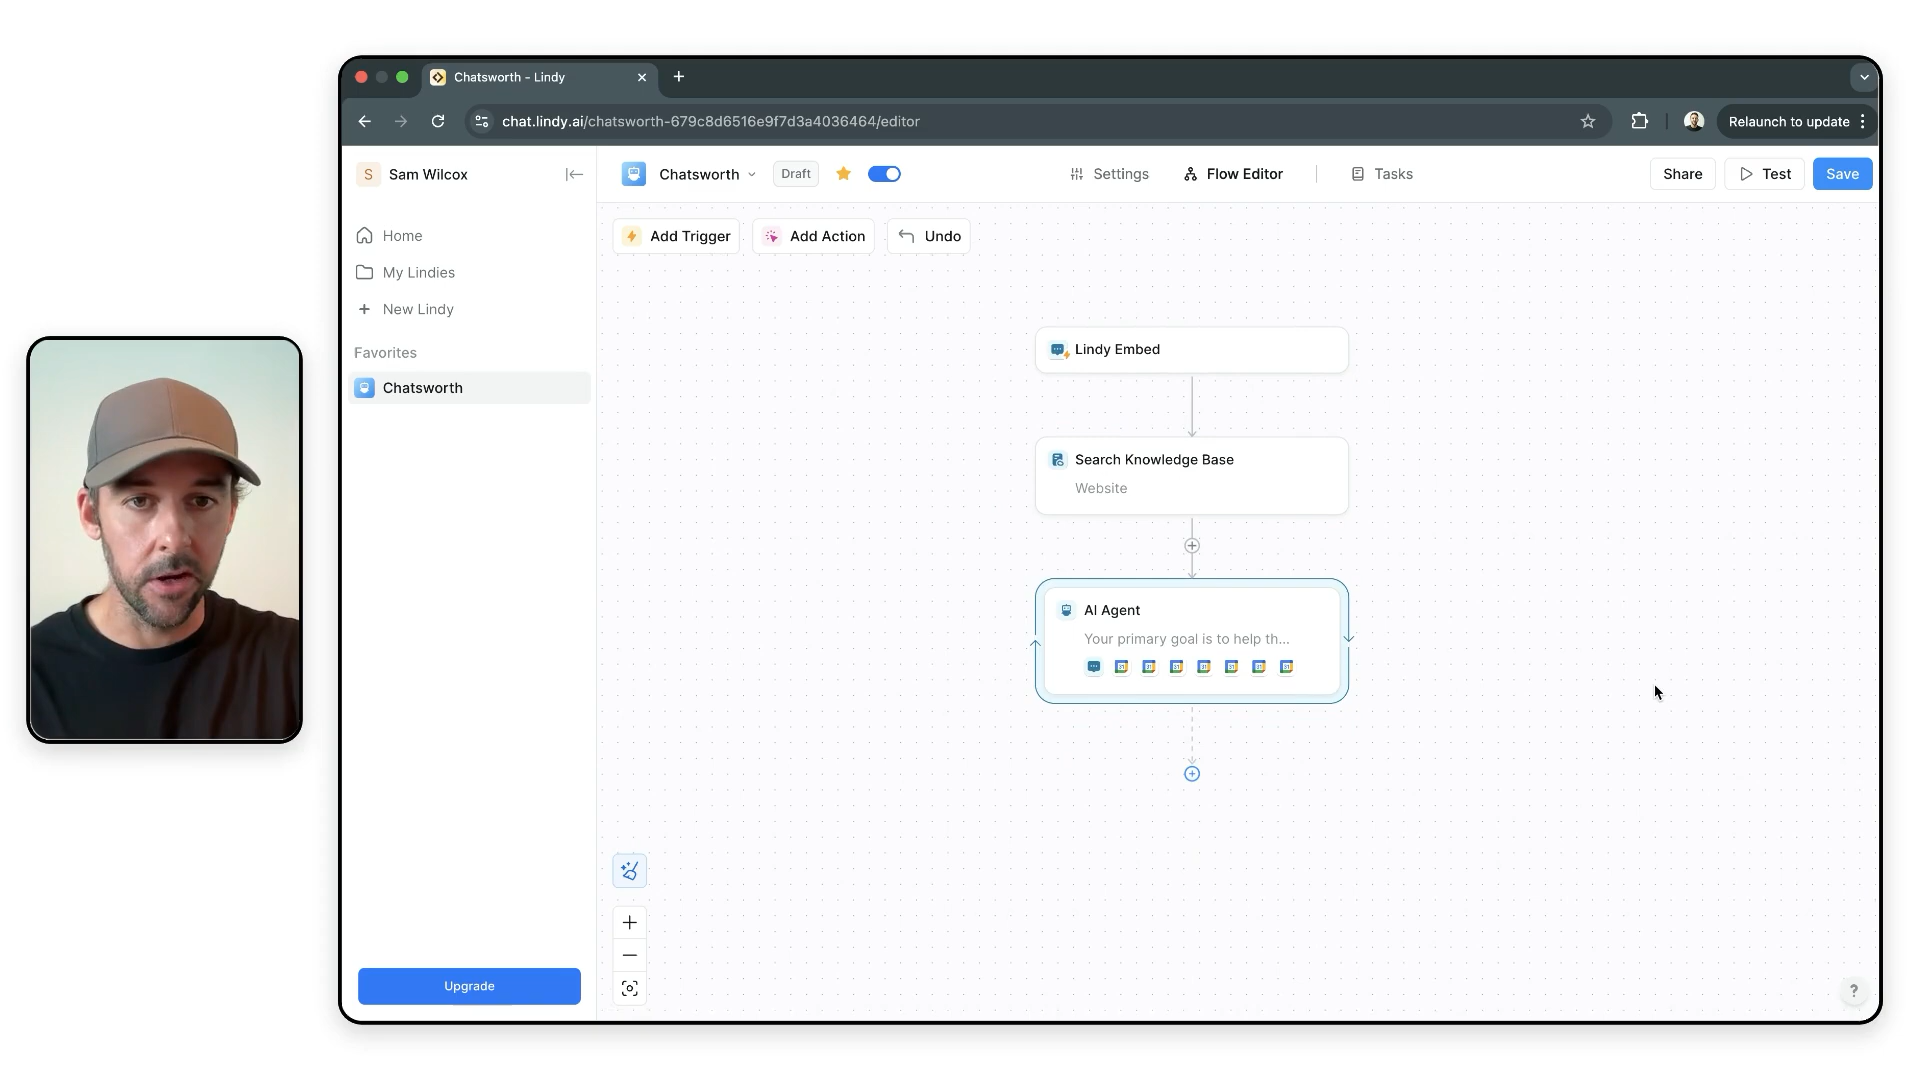 Chatsworth - Lindy
chat.lindy.ai/chatsworth-679c8d6516e9f7d3a4036464/editor
Relaunch to update
S Sam Wilcox
Chatsworth
Draft
Settings
Flow Editor
Tasks
Share
Test
Save
Home
My Lindies
New Lindy
Favorites
Chatsworth
Upgrade
Add Trigger
Add Action
Undo
Lindy Embed
Search Knowledge Base
Website
AI Agent
Your primary goal is to help th...
?